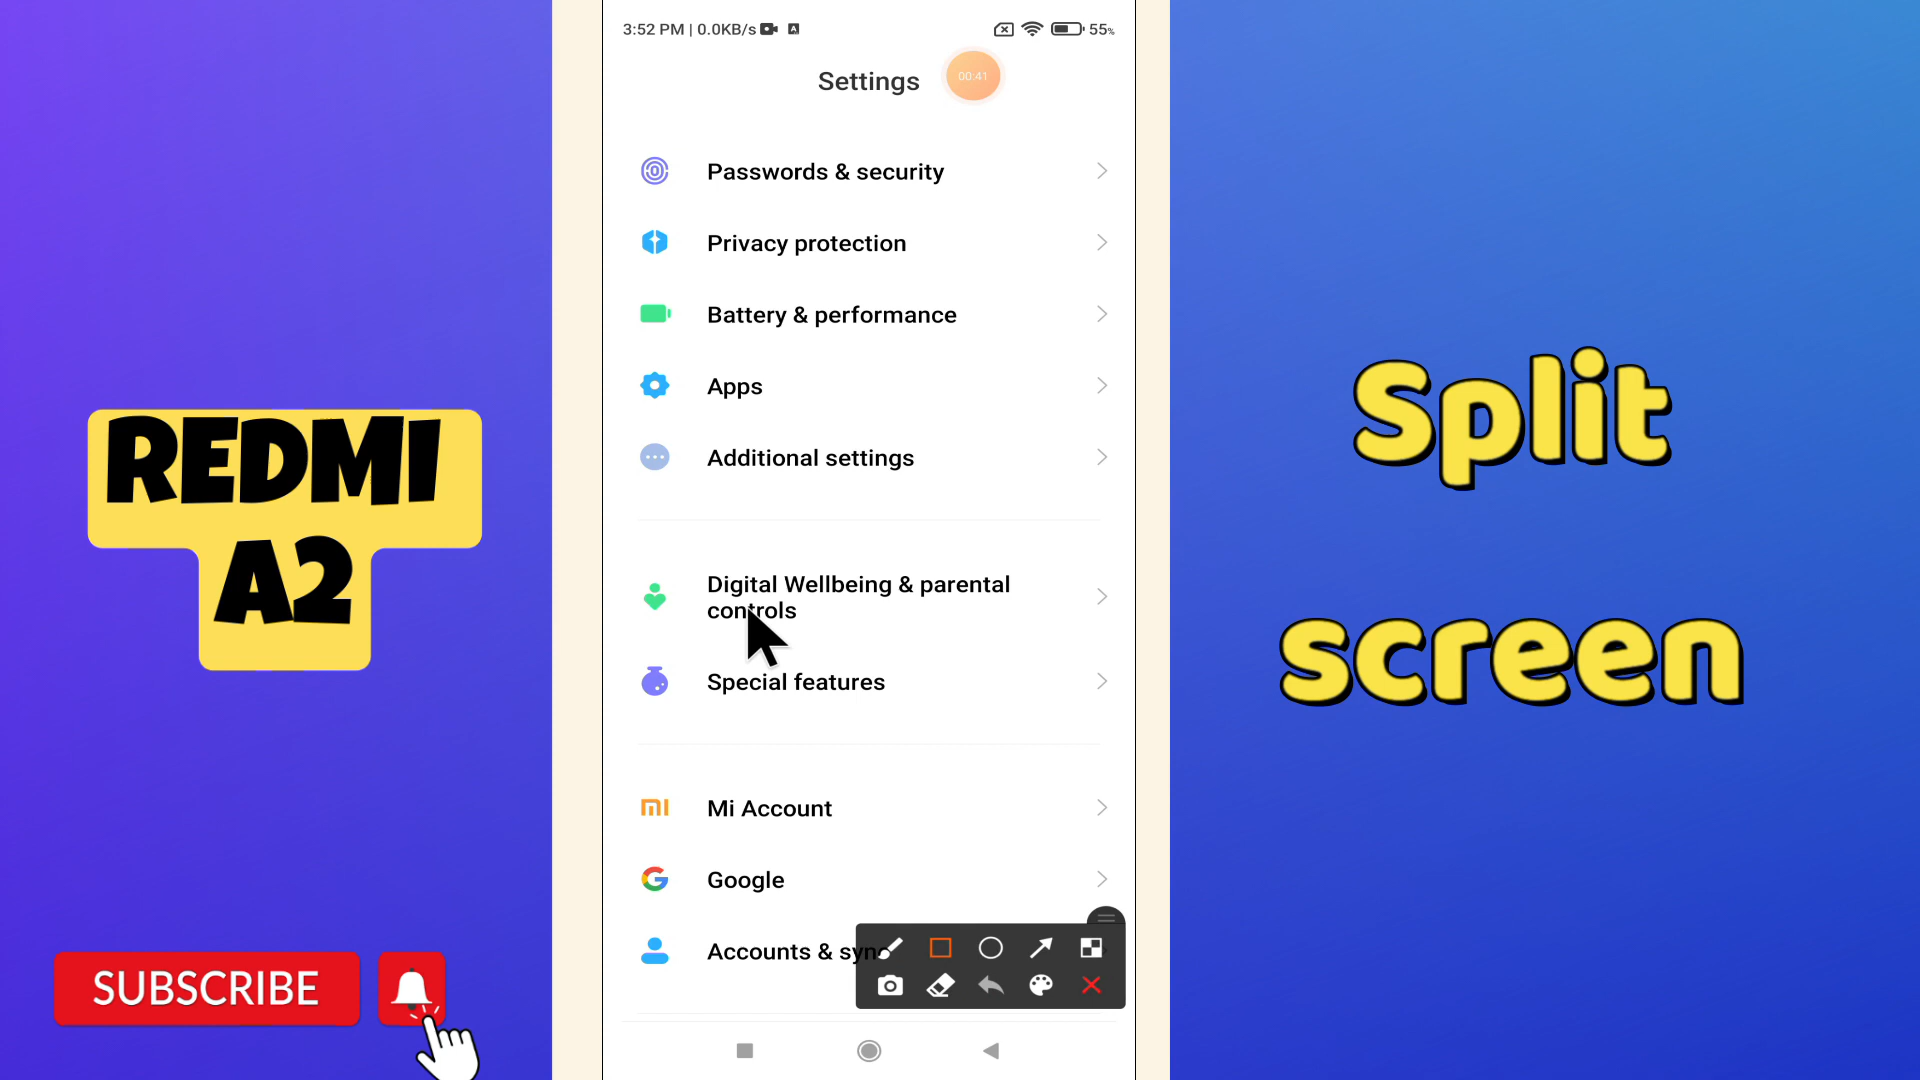 3:52 PM | 0.0KB/s
55%
Settings
00:41
Passwords & security
Privacy protection
Battery & performance
Apps
Additional settings
Digital Wellbeing & parental
controls
Special features
Mi Account
Google
Accounts & sync
REDMI
A2
Split
screen
SUBSCRIBE